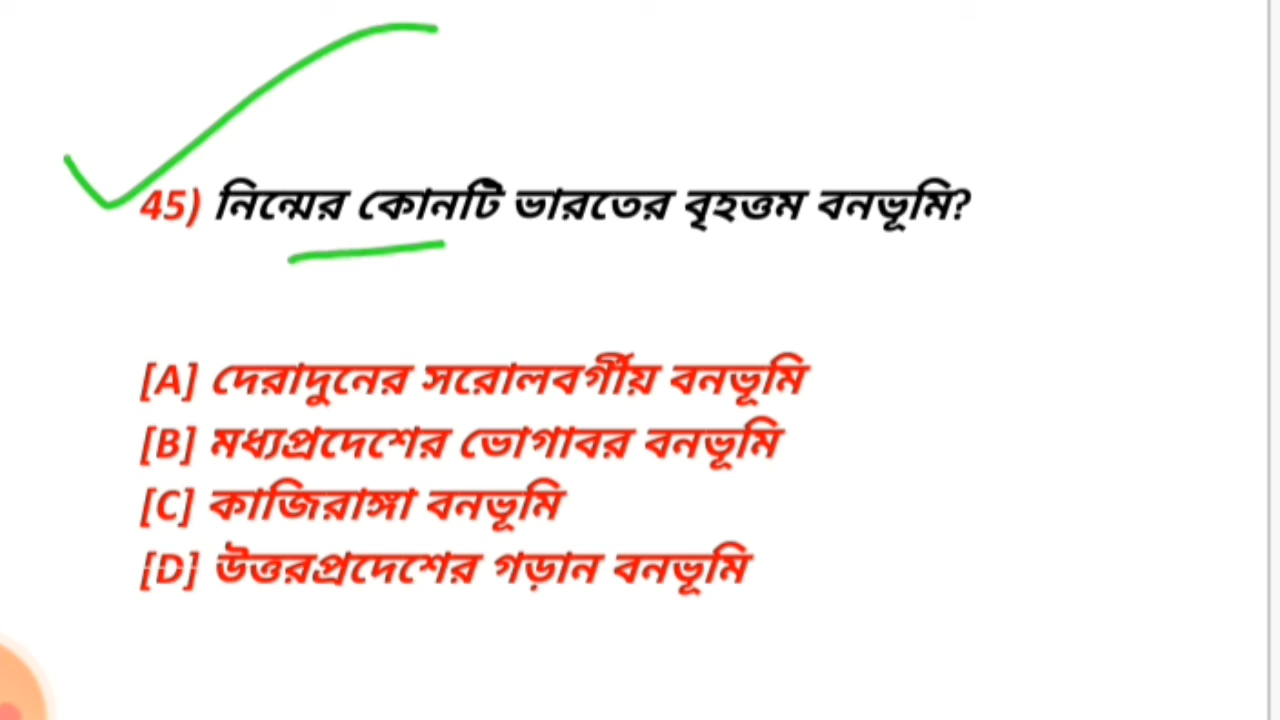 45) নিন্মের কোনটি ভারতের বৃহত্তম বনভূমি?
[A] দেরাদুনের সরোলবর্গীয় বনভূমি
[B] মধ্যপ্রদেশের ভোগাবর বনভূমি
[C] কাজিরাঙ্গা বনভূমি
[D] উত্তরপ্রদেশের গড়ান বনভূমি